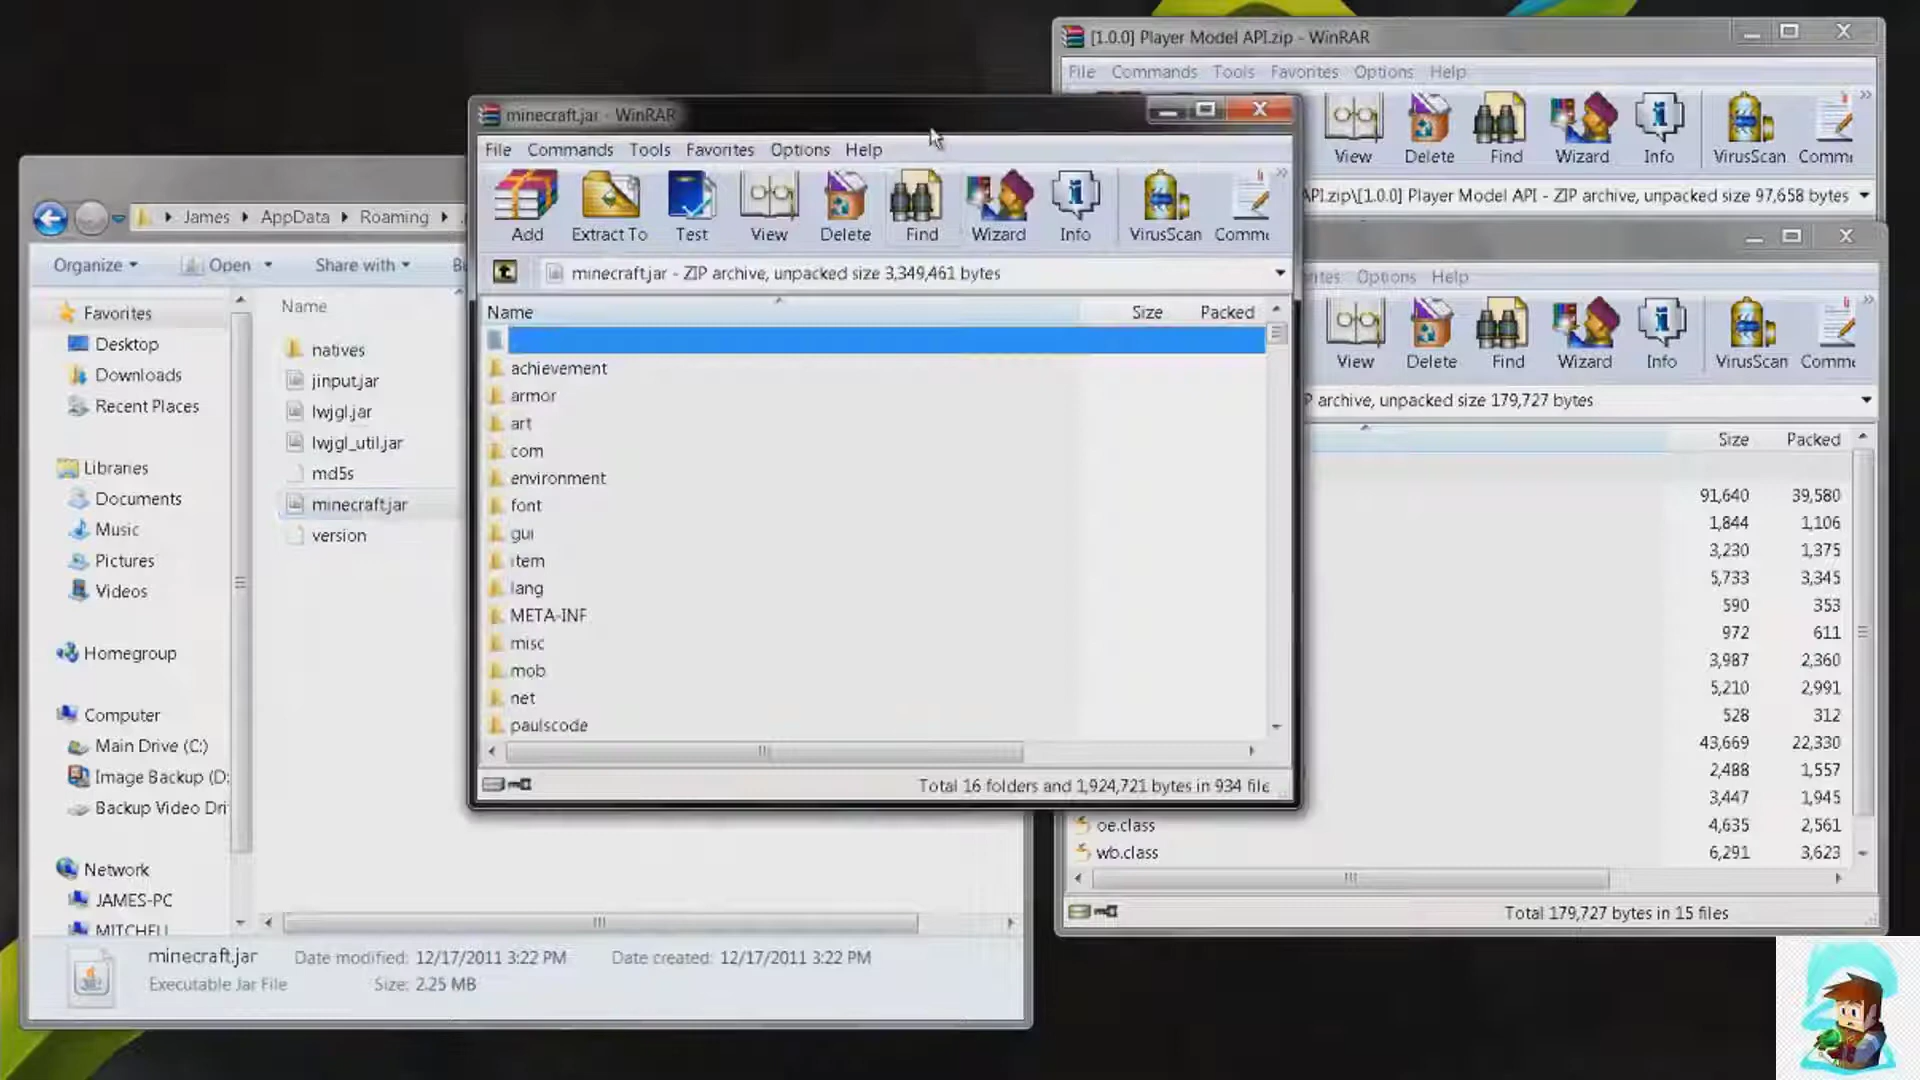 [1.0.0] Player Model API.zip - WinRAR
File Commands Tools Favorites Options Help
View Delete Find Wizard Info VirusScan Comme
API.zip\[1.0.0] Player Model API - ZIP archive, unpacked size 97,658 bytes
minecraft.jar - WinRAR
File Commands Tools Favorites Options Help
Add Extract To Test View Delete Find Wizard Info VirusScan Comme
minecraft.jar - ZIP archive, unpacked size 3,349,461 bytes
Name Size Packed
achievement
armor
art
com
environment
font
gui
item
lang
META-INF
misc
mob
net
paulscode
Total 16 folders and 1,924,721 bytes in 934 file
James AppData Roaming
Organize Open Share with
Favorites
Desktop
Downloads
Recent Places
Libraries
Documents
Music
Pictures
Videos
Homegroup
Computer
Main Drive (C:)
Image Backup (D:
Backup Video Dri
Network
JAMES-PC
MITCHELL
Name
natives
jinput.jar
lwjgl.jar
lwjgl_util.jar
md5s
minecraft.jar
version
minecraft.jar Date modified: 12/17/2011 3:22 PM Date created: 12/17/2011 3:22 PM
Executable Jar File Size: 2.25 MB
Options Help
View Delete Find Wizard Info VirusScan Comme
P archive, unpacked size 179,727 bytes
Size Packed
91,640 39,580
1,844 1,106
3,230 1,375
5,733 3,345
590 353
972 611
3,987 2,360
5,210 2,991
528 312
43,669 22,330
2,488 1,557
3,447 1,945
oe.class 4,635 2,561
wb.class 6,291 3,623
Total 179,727 bytes in 15 files